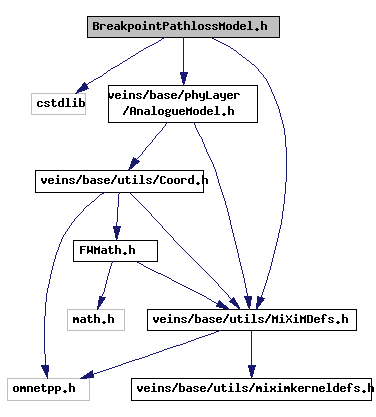 BreakpointPathlossModel.h
cstdlib
veins/base/phyLayer
/AnalogueModel.h
veins/base/utils/Coord.h
FWMath.h
math.h
veins/base/utils/MiXiMDefs.h
omnetpp.h
veins/base/utils/miximkerneldefs.h